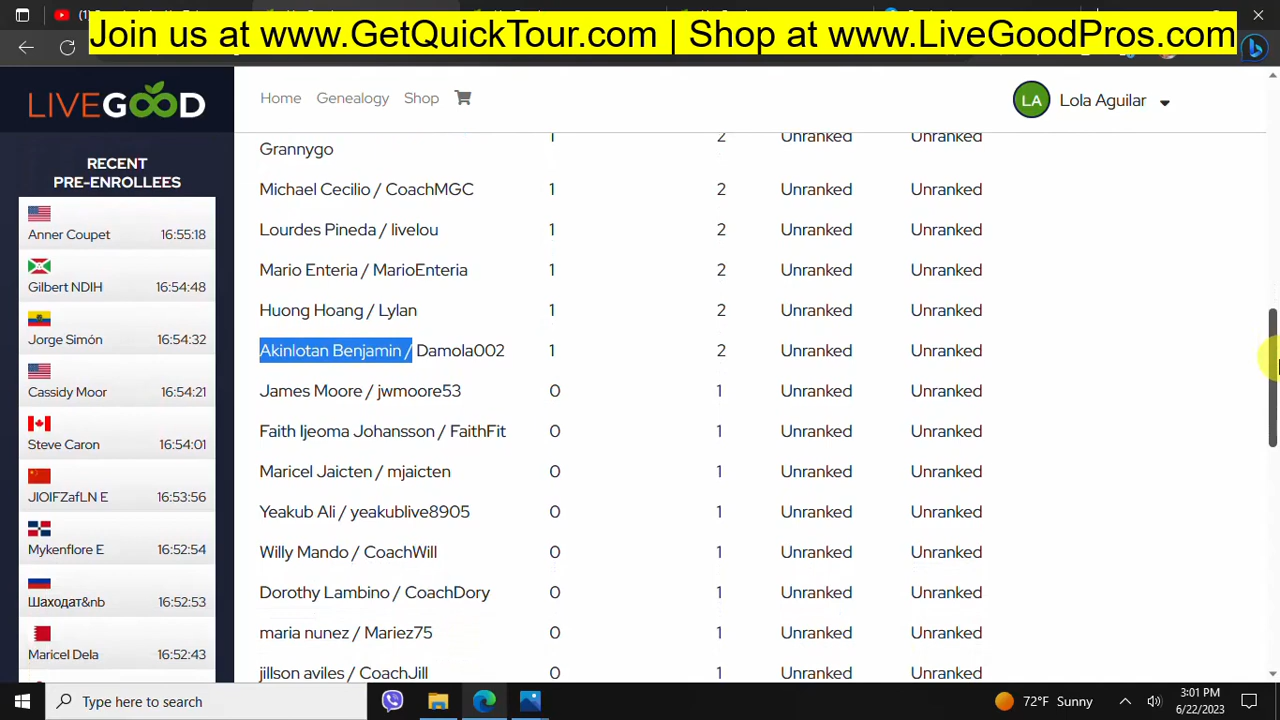 Join us at www.GetQuickTour.com | Shop at www.LiveGoodPros.com
LIVEGOOD
Home Genealogy Shop
LA Lola Aguilar
RECENT
PRE-ENROLLEES
Anner Coupet 16:55:18
Gilbert NDIH 16:54:48
Jorge Simón 16:54:32
Cassidy Moor 16:54:21
Steve Caron 16:54:01
JIOIFZafLN E 16:53:56
Mykenflore E 16:52:54
Шаходат&nb 16:52:53
Maricel Dela 16:52:43
1 2 Unranked Unranked
Grannygo
Michael Cecilio / CoachMGC 1 2 Unranked Unranked
Lourdes Pineda / livelou 1 2 Unranked Unranked
Mario Enteria / MarioEnteria 1 2 Unranked Unranked
Huong Hoang / Lylan 1 2 Unranked Unranked
Akinlotan Benjamin / Damola002 1 2 Unranked Unranked
James Moore / jwmoore53 0 1 Unranked Unranked
Faith Ijeoma Johansson / FaithFit 0 1 Unranked Unranked
Maricel Jaicten / mjaicten 0 1 Unranked Unranked
Yeakub Ali / yeakublive8905 0 1 Unranked Unranked
Willy Mando / CoachWill 0 1 Unranked Unranked
Dorothy Lambino / CoachDory 0 1 Unranked Unranked
maria nunez / Mariez75 0 1 Unranked Unranked
jillson aviles / CoachJill 0 1 Unranked Unranked
Type here to search
72°F Sunny
3:01 PM
6/22/2023